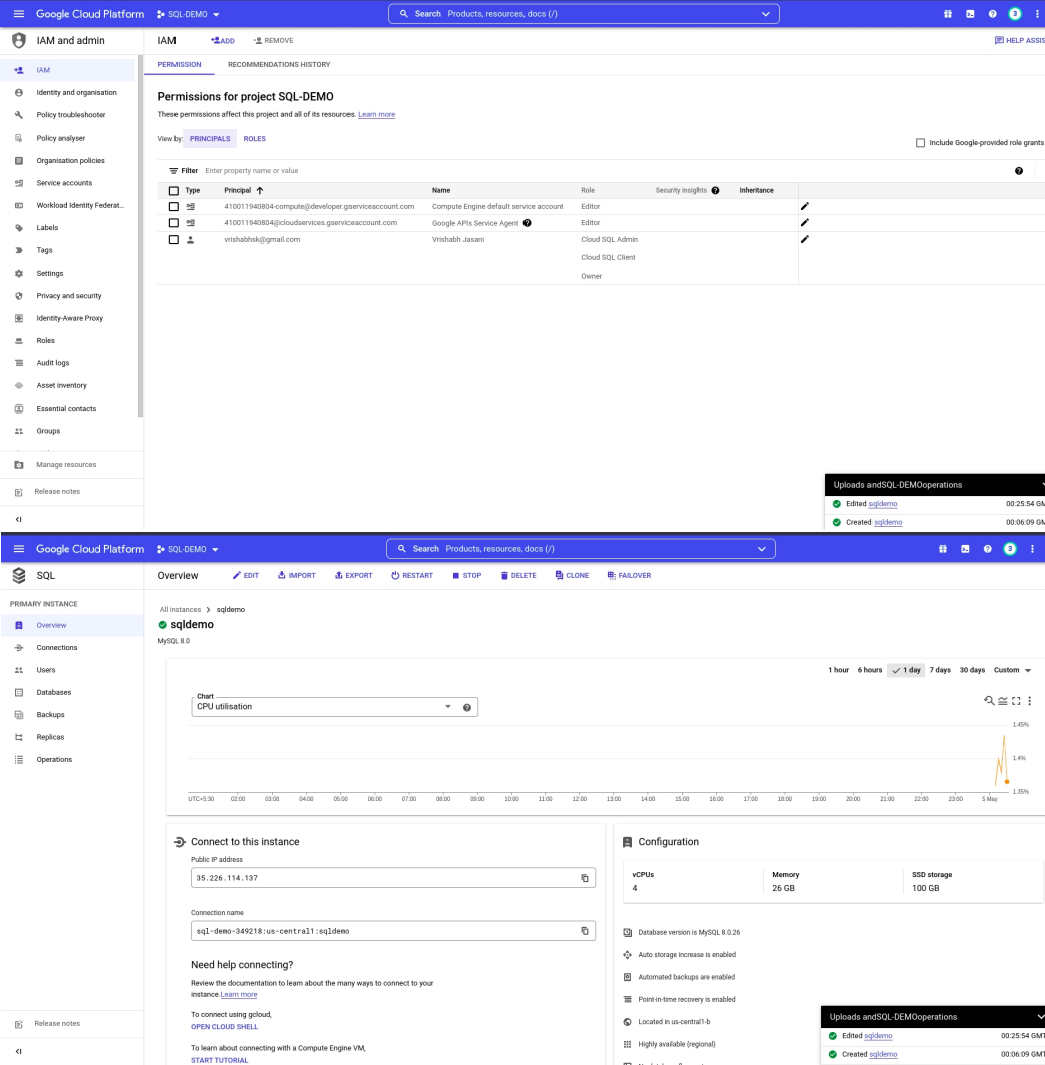 Google Cloud Platform SQL-DEMO Search Products, resources, docs (/) 3
IAM and admin IAM ADD REMOVE HELP ASSIS
PERMISSION RECOMMENDATIONS HISTORY
IAM
Identity and organisation
Policy troubleshooter
Policy analyser
Organisation policies
Service accounts
Workload Identity Federat...
Labels
Tags
Settings
Privacy and security
Identity-Aware Proxy
Roles
Audit logs
Asset inventory
Essential contacts
Groups
Manage resources
Release notes
Permissions for project SQL-DEMO
These permissions affect this project and all of its resources. Learn more
View by: PRINCIPALS ROLES
Include Google-provided role grants
Filter Enter property name or value
Type Principal Name Role Security insights Inheritance
410011940804-compute@developer.gserviceaccount.com Compute Engine default service account Editor
410011940804@cloudservices.gserviceaccount.com Google APIs Service Agent Editor
vrishabhsk@gmail.com Vrishabh Jasani Cloud SQL Admin
Cloud SQL Client
Owner
Uploads andSQL-DEMOoperations
Edited sqldemo 00:25:54 GM
Created sqldemo 00:06:09 GM
Google Cloud Platform SQL-DEMO Search Products, resources, docs (/) 3
SQL Overview EDIT IMPORT EXPORT RESTART STOP DELETE CLONE FAILOVER
PRIMARY INSTANCE
Overview
Connections
Users
Databases
Backups
Replicas
Operations
Release notes
All instances sqldemo
sqldemo
MySQL 8.0
1 hour 6 hours 1 day 7 days 30 days Custom
Chart
CPU utilisation
1.45%
1.4%
1.35%
UTC+5:30 02:00 03:00 04:00 05:00 06:00 07:00 08:00 09:00 10:00 11:00 12:00 13:00 14:00 15:00 16:00 17:00 18:00 19:00 20:00 21:00 22:00 23:00 5 May
Connect to this instance
Public IP address
35.226.114.137
Connection name
sql-demo-349218:us-central1:sqldemo
Need help connecting?
Review the documentation to learn about the many ways to connect to your
instance.Learn more
To connect using gcloud,
OPEN CLOUD SHELL
To learn about connecting with a Compute Engine VM,
START TUTORIAL
Configuration
vCPUs Memory SSD storage
4 26 GB 100 GB
Database version is MySQL 8.0.26
Auto storage increase is enabled
Automated backups are enabled
Point-in-time recovery is enabled
Located in us-central1-b
Highly available (regional)
Uploads andSQL-DEMOoperations
Edited sqldemo 00:25:54 GMT
Created sqldemo 00:06:09 GMT